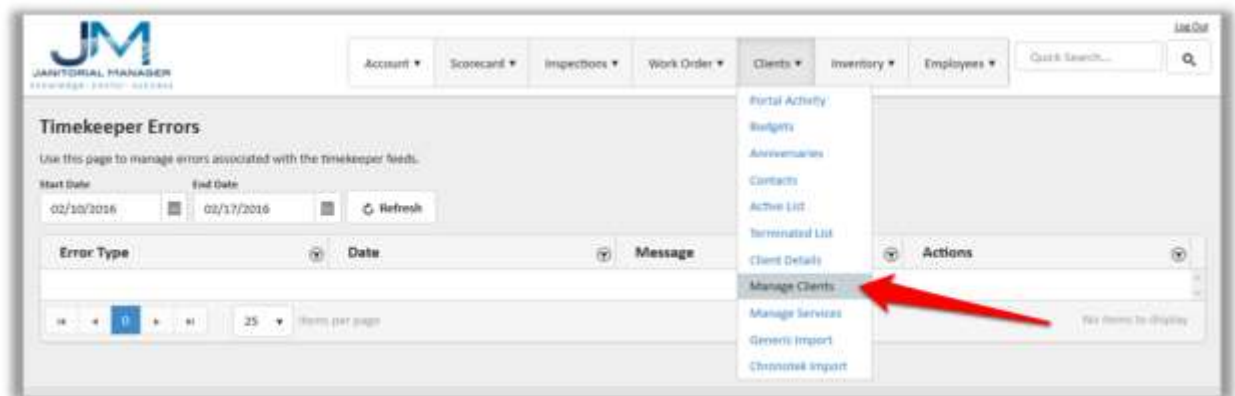 Log Out
JM
JANITORIAL MANAGER
Account Scorecard Inspections Work Order Clients Inventory Employees Quick Search...
Portal Activity
Budgets
Anniversaries
Contacts
Active List
Terminated List
Client Details
Manage Clients
Manage Services
Generic Import
Chronotek Import
Timekeeper Errors
Use this page to manage errors associated with the timekeeper feeds.
Start Date End Date
02/10/2016 02/17/2016 Refresh
Error Type Date Message Actions
0 25 items per page No items to display